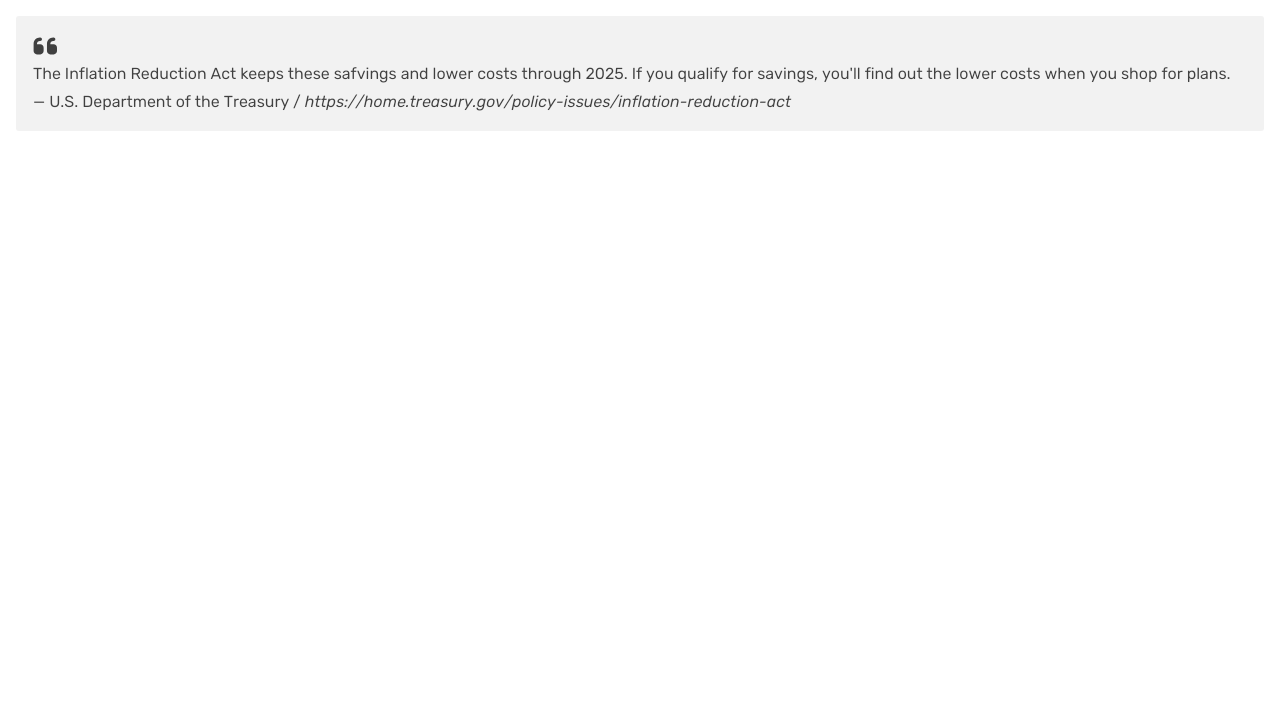 The Inflation Reduction Act keeps these safvings and lower costs through 2025. If you qualify for savings, you'll find out the lower costs when you shop for plans.
— U.S. Department of the Treasury / https://home.treasury.gov/policy-issues/inflation-reduction-act